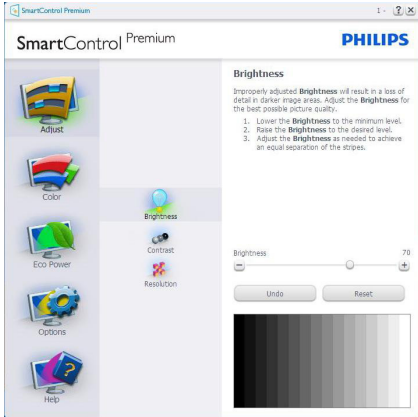 SmartControl Premium
1 - ? X
SmartControl Premium
PHILIPS
Adjust
Color
Eco Power
Options
Help
Brightness
Contrast
Resolution
Brightness
Improperly adjusted Brightness will result in a loss of
detail in darker image areas. Adjust the Brightness for
the best possible picture quality.
1. Lower the Brightness to the minimum level.
2. Raise the Brightness to the desired level.
3. Adjust the Brightness as needed to achieve
an equal separation of the stripes.
Brightness 70
Undo Reset